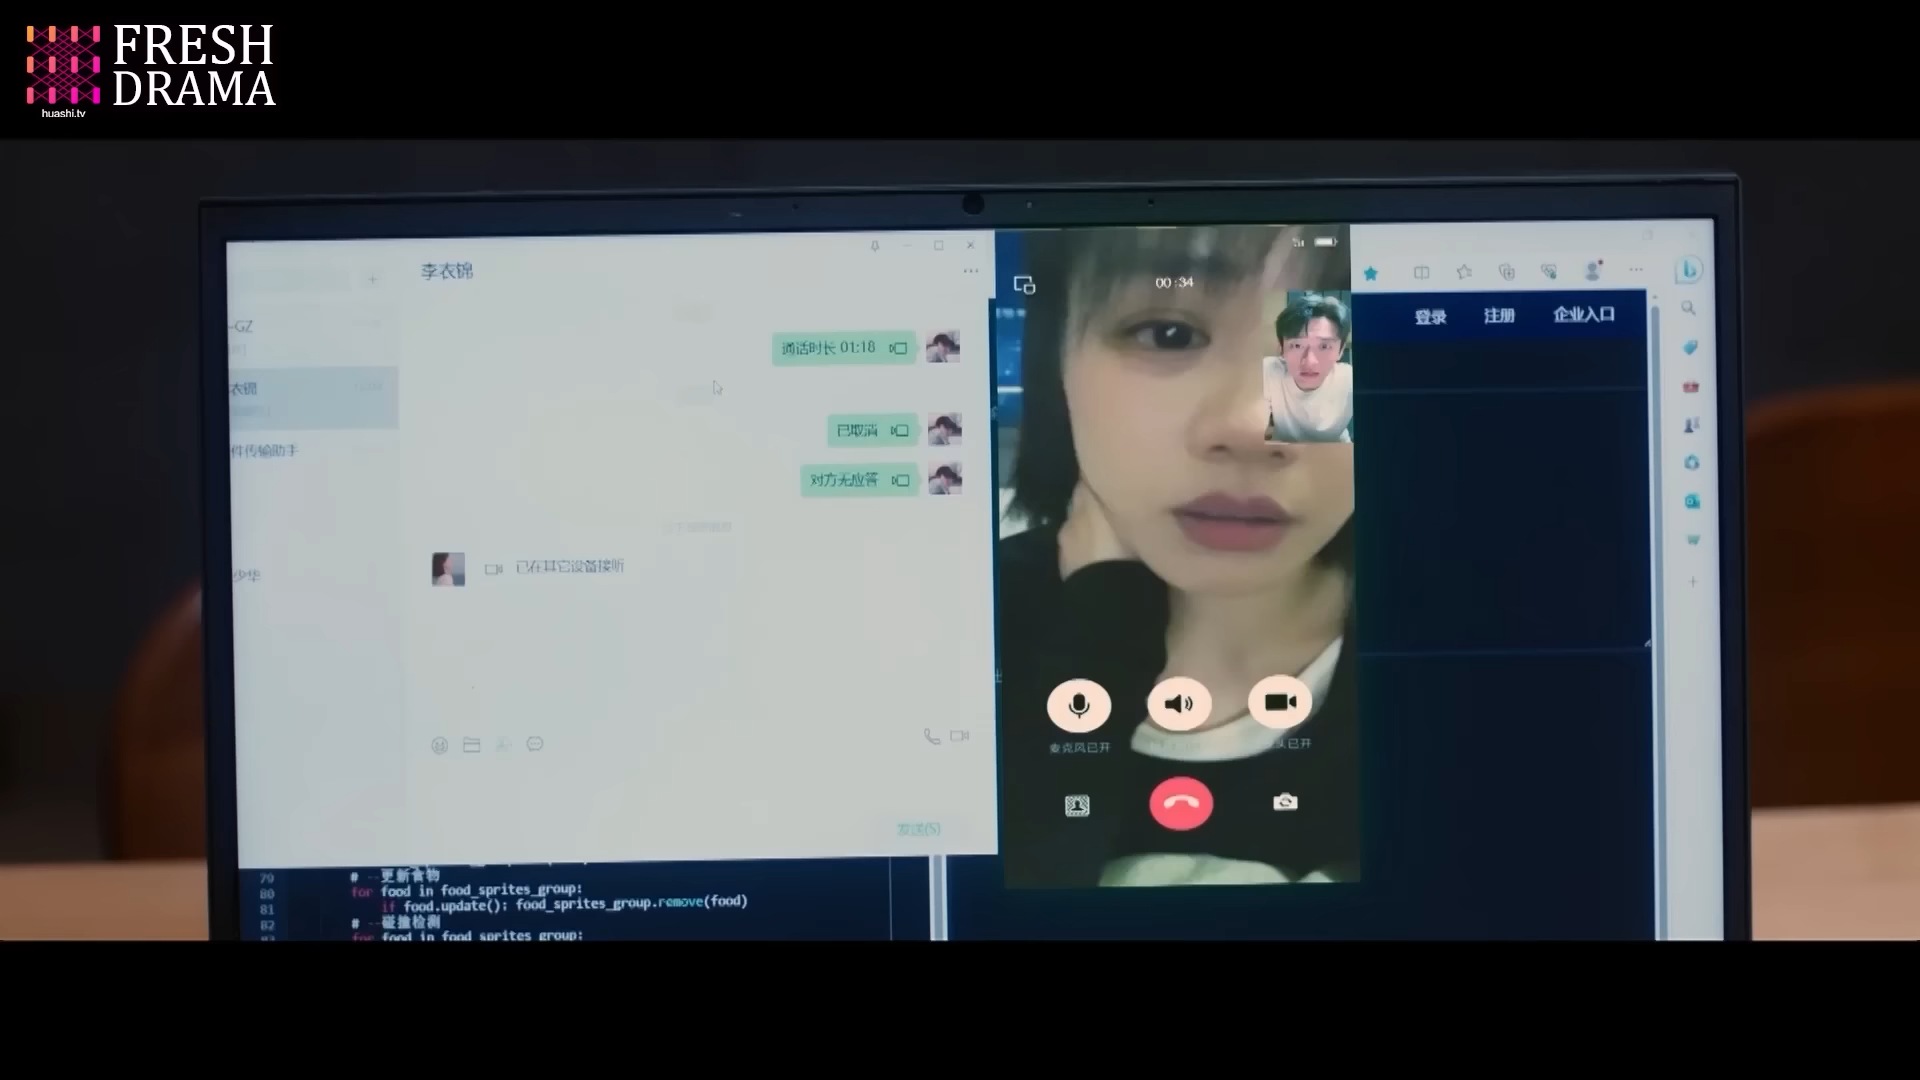 FRESH
DRAMA
huashi.tv
李衣锦
-GZ
通话时长 01:18
衣锦
已取消
件传输助手
对方无应答
已在其它设备接听
少华
发送(S)
00:34
麦克风已开
头已开
登录 注册 企业入口
79 # --更新食物
80 for food in food_sprites_group:
81 if food.update(): food_sprites_group.remove(food)
82 # --碰撞检测
for food in food_sprites_group: